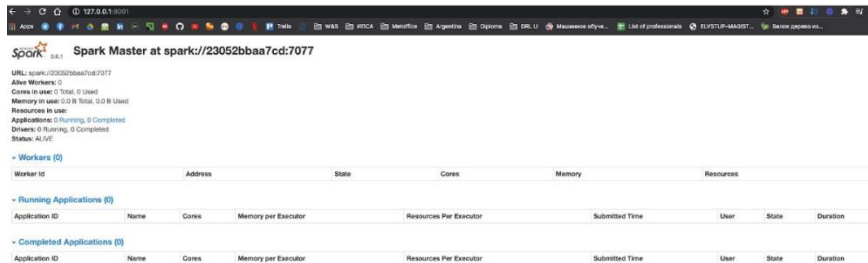 127.0.0.1:8001
Apps Trello W&S Metoffice Argentina Diploma DRL U Машинное обуче... List of professionals
Spark 3.0.1 Spark Master at spark://23052bbaa7cd:7077
URL: spark://23052bbaa7cd:7077
Alive Workers: 0
Cores in use: 0 Total, 0 Used
Memory in use: 0.0 B Total, 0.0 B Used
Resources in use:
Applications: 0 Running, 0 Completed
Drivers: 0 Running, 0 Completed
Status: ALIVE
Workers (0)
Worker Id Address State Cores Memory Resources
Running Applications (0)
Application ID Name Cores Memory per Executor Resources Per Executor Submitted Time User State Duration
Completed Applications (0)
Application ID Name Cores Memory per Executor Resources Per Executor Submitted Time User State Duration